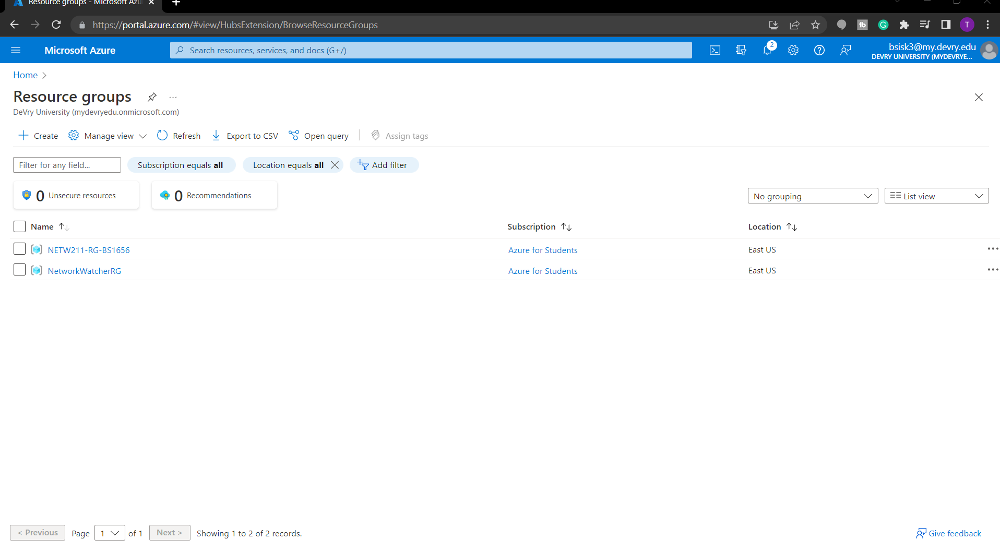 Resource groups - Microsoft Azu
https://portal.azure.com/#view/HubsExtension/BrowseResourceGroups
T
Microsoft Azure
Search resources, services, and docs (G+/)
2
bsisk3@my.devry.edu
DEVRY UNIVERSITY (MYDEVRYE...
Home
Resource groups
DeVry University (mydevryedu.onmicrosoft.com)
Create Manage view Refresh Export to CSV Open query Assign tags
Filter for any field... Subscription equals all Location equals all Add filter
0 Unsecure resources 0 Recommendations No grouping List view
Name Subscription Location
NETW211-RG-BS1656 Azure for Students East US
NetworkWatcherRG Azure for Students East US
< Previous Page 1 of 1 Next > Showing 1 to 2 of 2 records. Give feedback